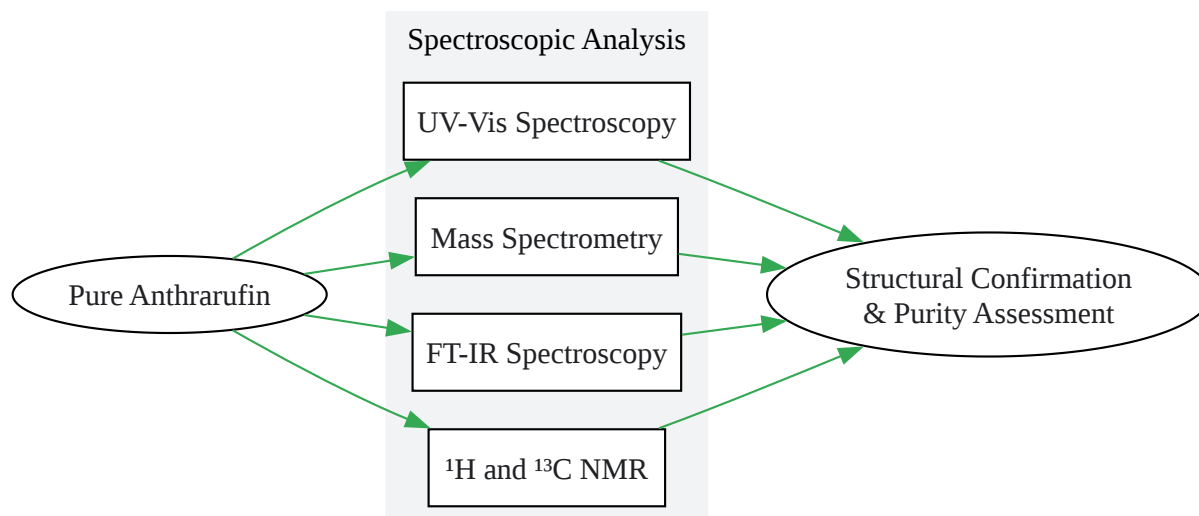 Spectroscopic Analysis
UV-Vis Spectroscopy
Mass Spectrometry
Pure Anthrarufin
Structural Confirmation
& Purity Assessment
FT-IR Spectroscopy
¹H and ¹³C NMR